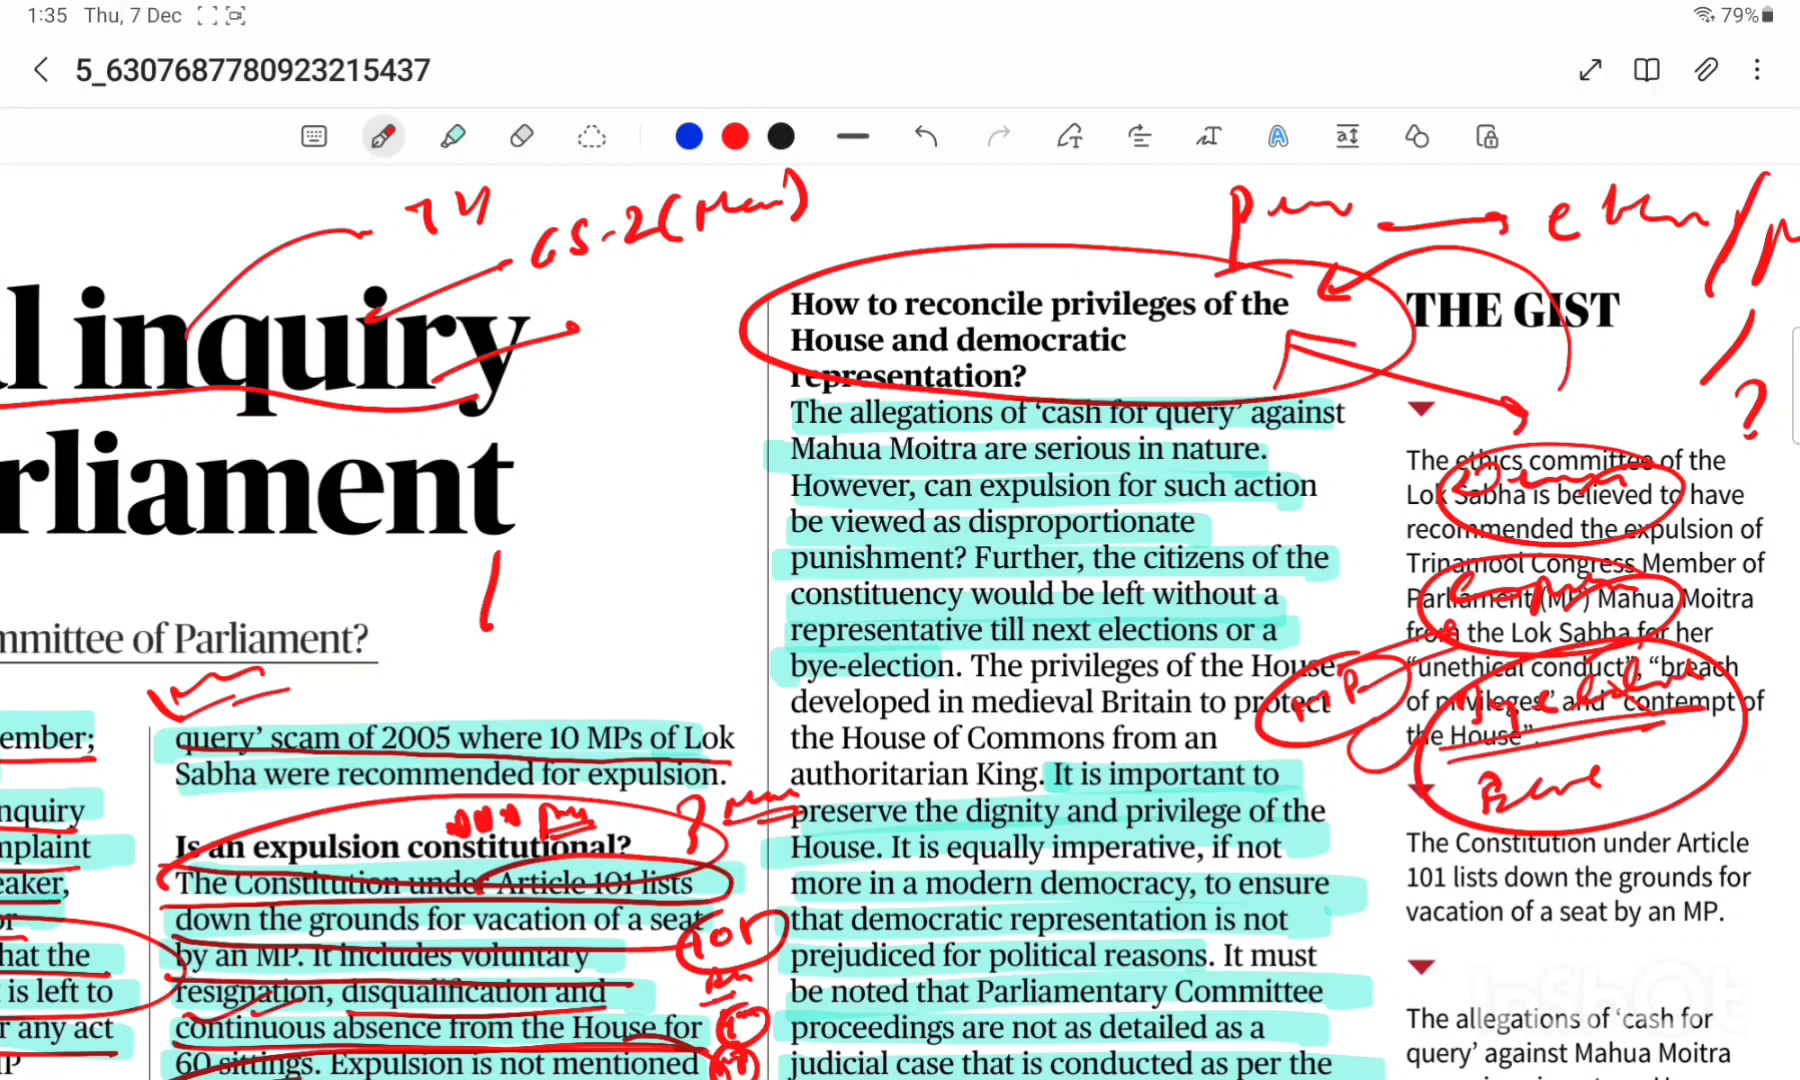 1:35 Thu, 7 Dec
79%
5_6307687780923215437
GS-2
l inquiry
rliament
mmittee of Parliament?
ember;
nquiry
mplaint
eaker,
or
hat the
is left to
r any act
IP
query’ scam of 2005 where 10 MPs of Lok
Sabha were recommended for expulsion.
Is an expulsion constitutional?
The Constitution under Article 101 lists
down the grounds for vacation of a seat
by an MP. It includes voluntary
resignation, disqualification and
continuous absence from the House for
60 sittings. Expulsion is not mentioned
101
How to reconcile privileges of the
House and democratic
representation?
The allegations of ‘cash for query’ against
Mahua Moitra are serious in nature.
However, can expulsion for such action
be viewed as disproportionate
punishment? Further, the citizens of the
constituency would be left without a
representative till next elections or a
bye-election. The privileges of the House
developed in medieval Britain to protect
the House of Commons from an
authoritarian King. It is important to
preserve the dignity and privilege of the
House. It is equally imperative, if not
more in a modern democracy, to ensure
that democratic representation is not
prejudiced for political reasons. It must
be noted that Parliamentary Committee
proceedings are not as detailed as a
judicial case that is conducted as per the
MP
THE GIST
?
The ethics committee of the
Lok Sabha is believed to have
recommended the expulsion of
Trinamool Congress Member of
Parliament (MP) Mahua Moitra
from the Lok Sabha for her
“unethical conduct”, “breach
of privileges” and “contempt of
the House”.
The Constitution under Article
101 lists down the grounds for
vacation of a seat by an MP.
The allegations of ‘cash for
query’ against Mahua Moitra
InShOt